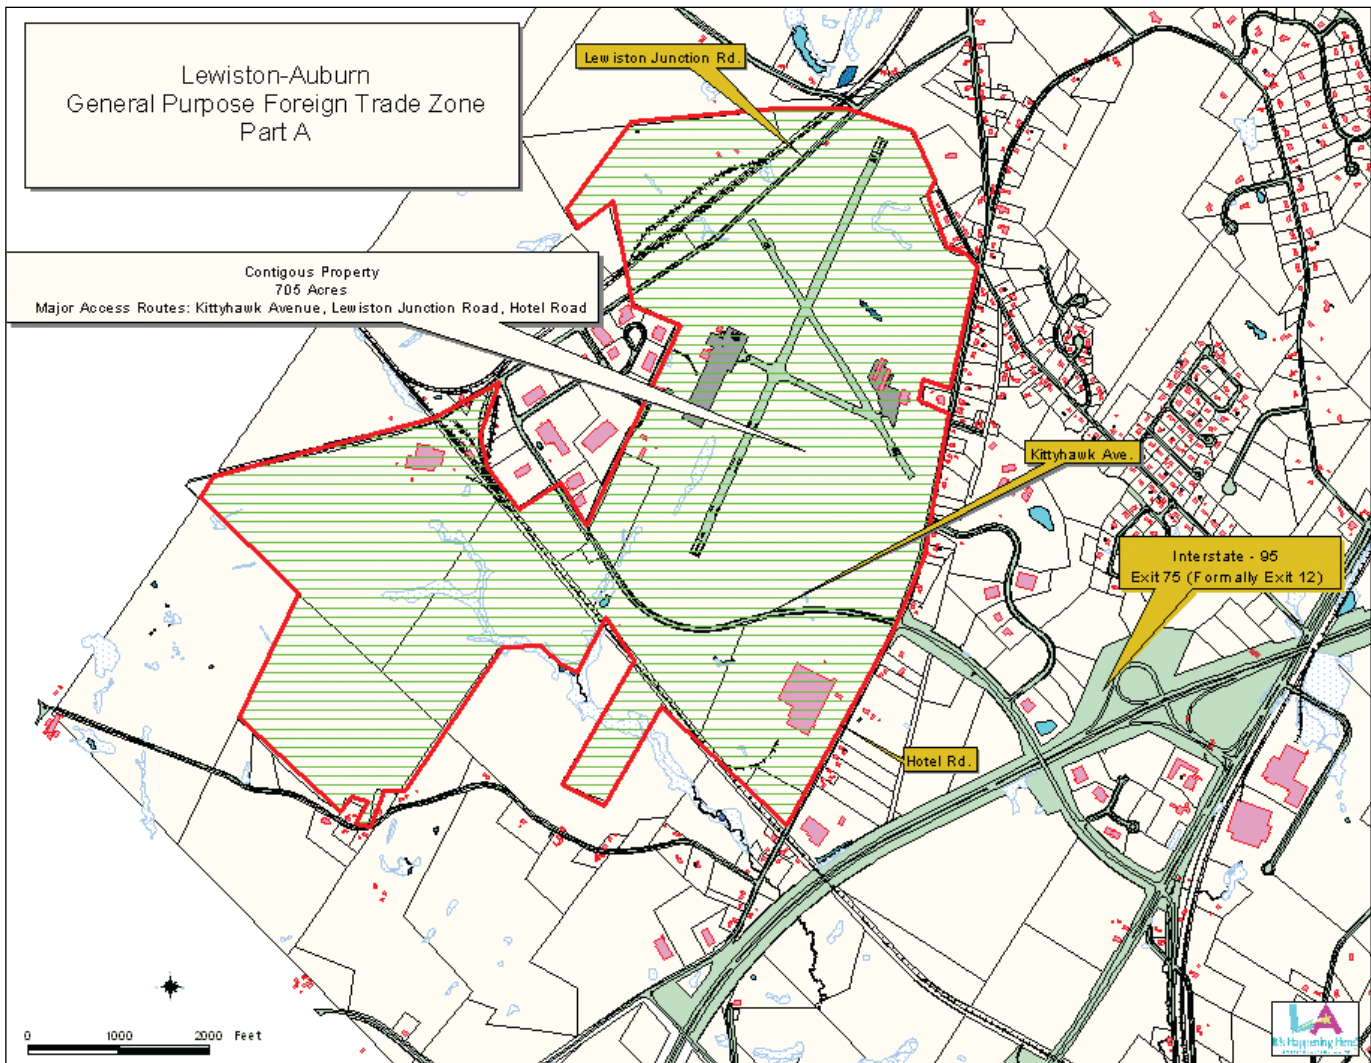 Lewiston-Auburn
General Purpose Foreign Trade Zone
Part A
Lewiston Junction Rd.
Contigous Property
705 Acres
Major Access Routes: Kittyhawk Avenue, Lewiston Junction Road, Hotel Road
Kittyhawk Ave.
Interstate - 95
Exit 75 (Formally Exit 12)
Hotel Rd.
0 1000 2000 Feet
LA
It's Happening Here!